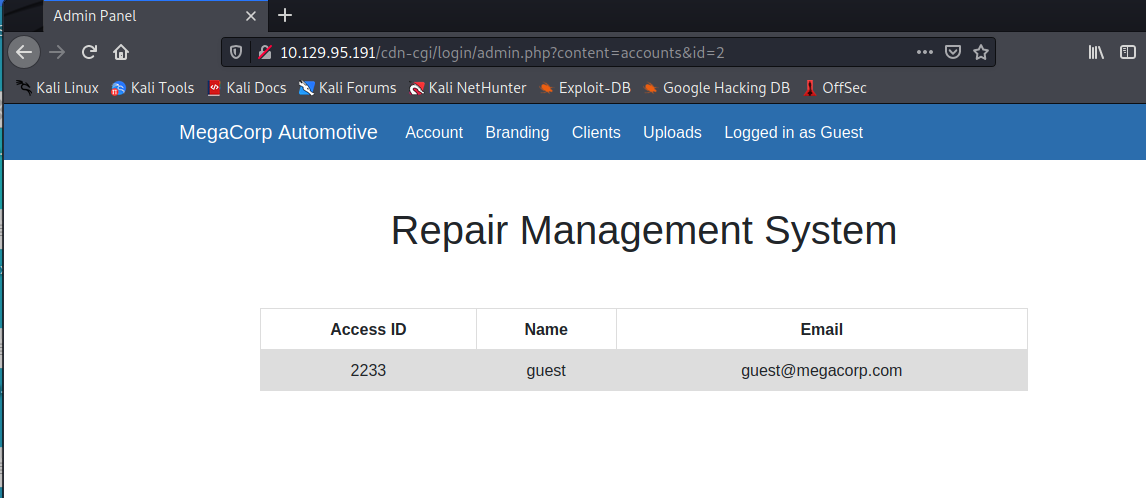 Admin Panel
10.129.95.191/cdn-cgi/login/admin.php?content=accounts&id=2
Kali Linux Kali Tools Kali Docs Kali Forums Kali NetHunter Exploit-DB Google Hacking DB OffSec
MegaCorp Automotive Account Branding Clients Uploads Logged in as Guest
Repair Management System
Access ID Name Email
2233 guest guest@megacorp.com